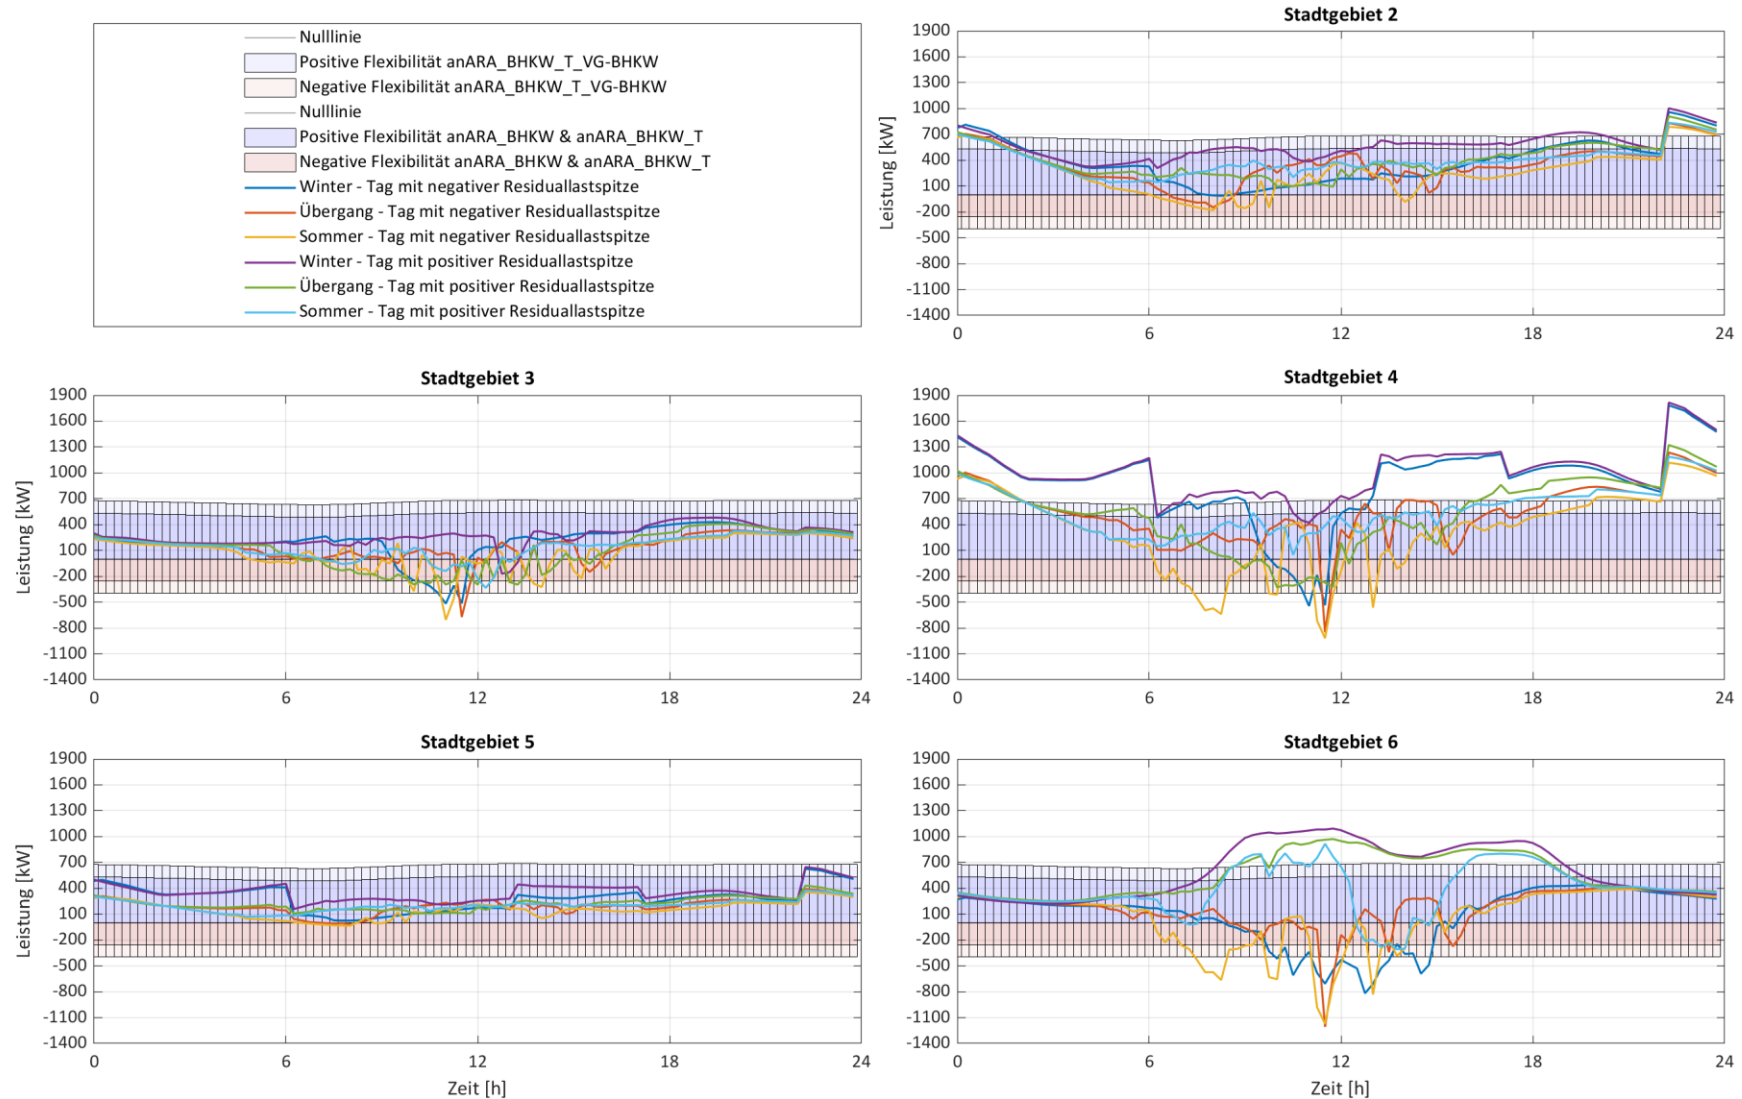 Nulllinie
Positive Flexibilität anARA_BHKW_T_VG-BHKW
Negative Flexibilität anARA_BHKW_T_VG-BHKW
Nulllinie
Positive Flexibilität anARA_BHKW & anARA_BHKW_T
Negative Flexibilität anARA_BHKW & anARA_BHKW_T
Winter - Tag mit negativer Residuallastspitze
Übergang - Tag mit negativer Residuallastspitze
Sommer - Tag mit negativer Residuallastspitze
Winter - Tag mit positiver Residuallastspitze
Übergang - Tag mit positiver Residuallastspitze
Sommer - Tag mit positiver Residuallastspitze
Stadtgebiet 2
Leistung [kW]
1900
1600
1300
1000
700
400
100
-200
-500
-800
-1100
-1400
0 6 12 18 24
Stadtgebiet 3
Leistung [kW]
1900
1600
1300
1000
700
400
100
-200
-500
-800
-1100
-1400
0 6 12 18 24
Stadtgebiet 4
1900
1600
1300
1000
700
400
100
-200
-500
-800
-1100
-1400
0 6 12 18 24
Stadtgebiet 5
Leistung [kW]
1900
1600
1300
1000
700
400
100
-200
-500
-800
-1100
-1400
0 6 12 18 24
Zeit [h]
Stadtgebiet 6
1900
1600
1300
1000
700
400
100
-200
-500
-800
-1100
-1400
0 6 12 18 24
Zeit [h]